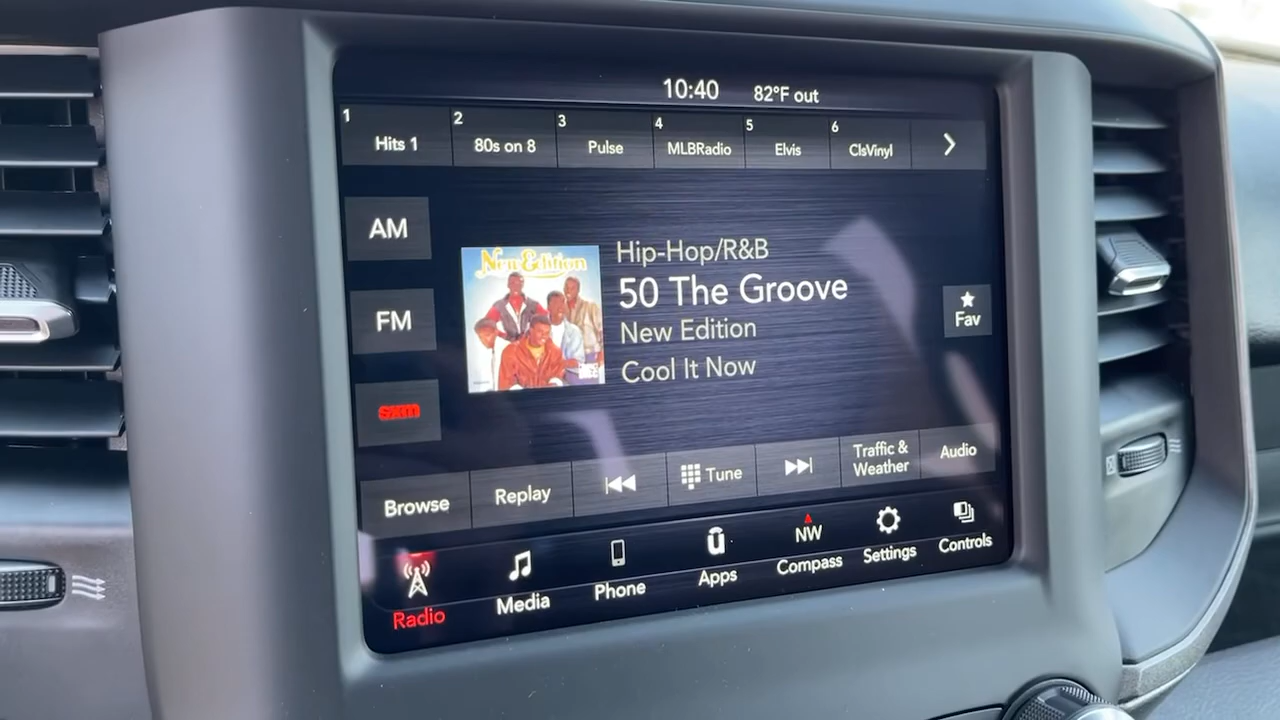 10:40 82°F out
1 2 3 4 5 6
Hits 1 80s on 8 Pulse MLBRadio Elvis ClsVinyl
AM
FM
sxm
New Edition
Hip-Hop/R&B
50 The Groove
New Edition
Cool It Now
Fav
Browse Replay Tune Traffic & Weather Audio
Radio Media Phone Apps NW Compass Settings Controls